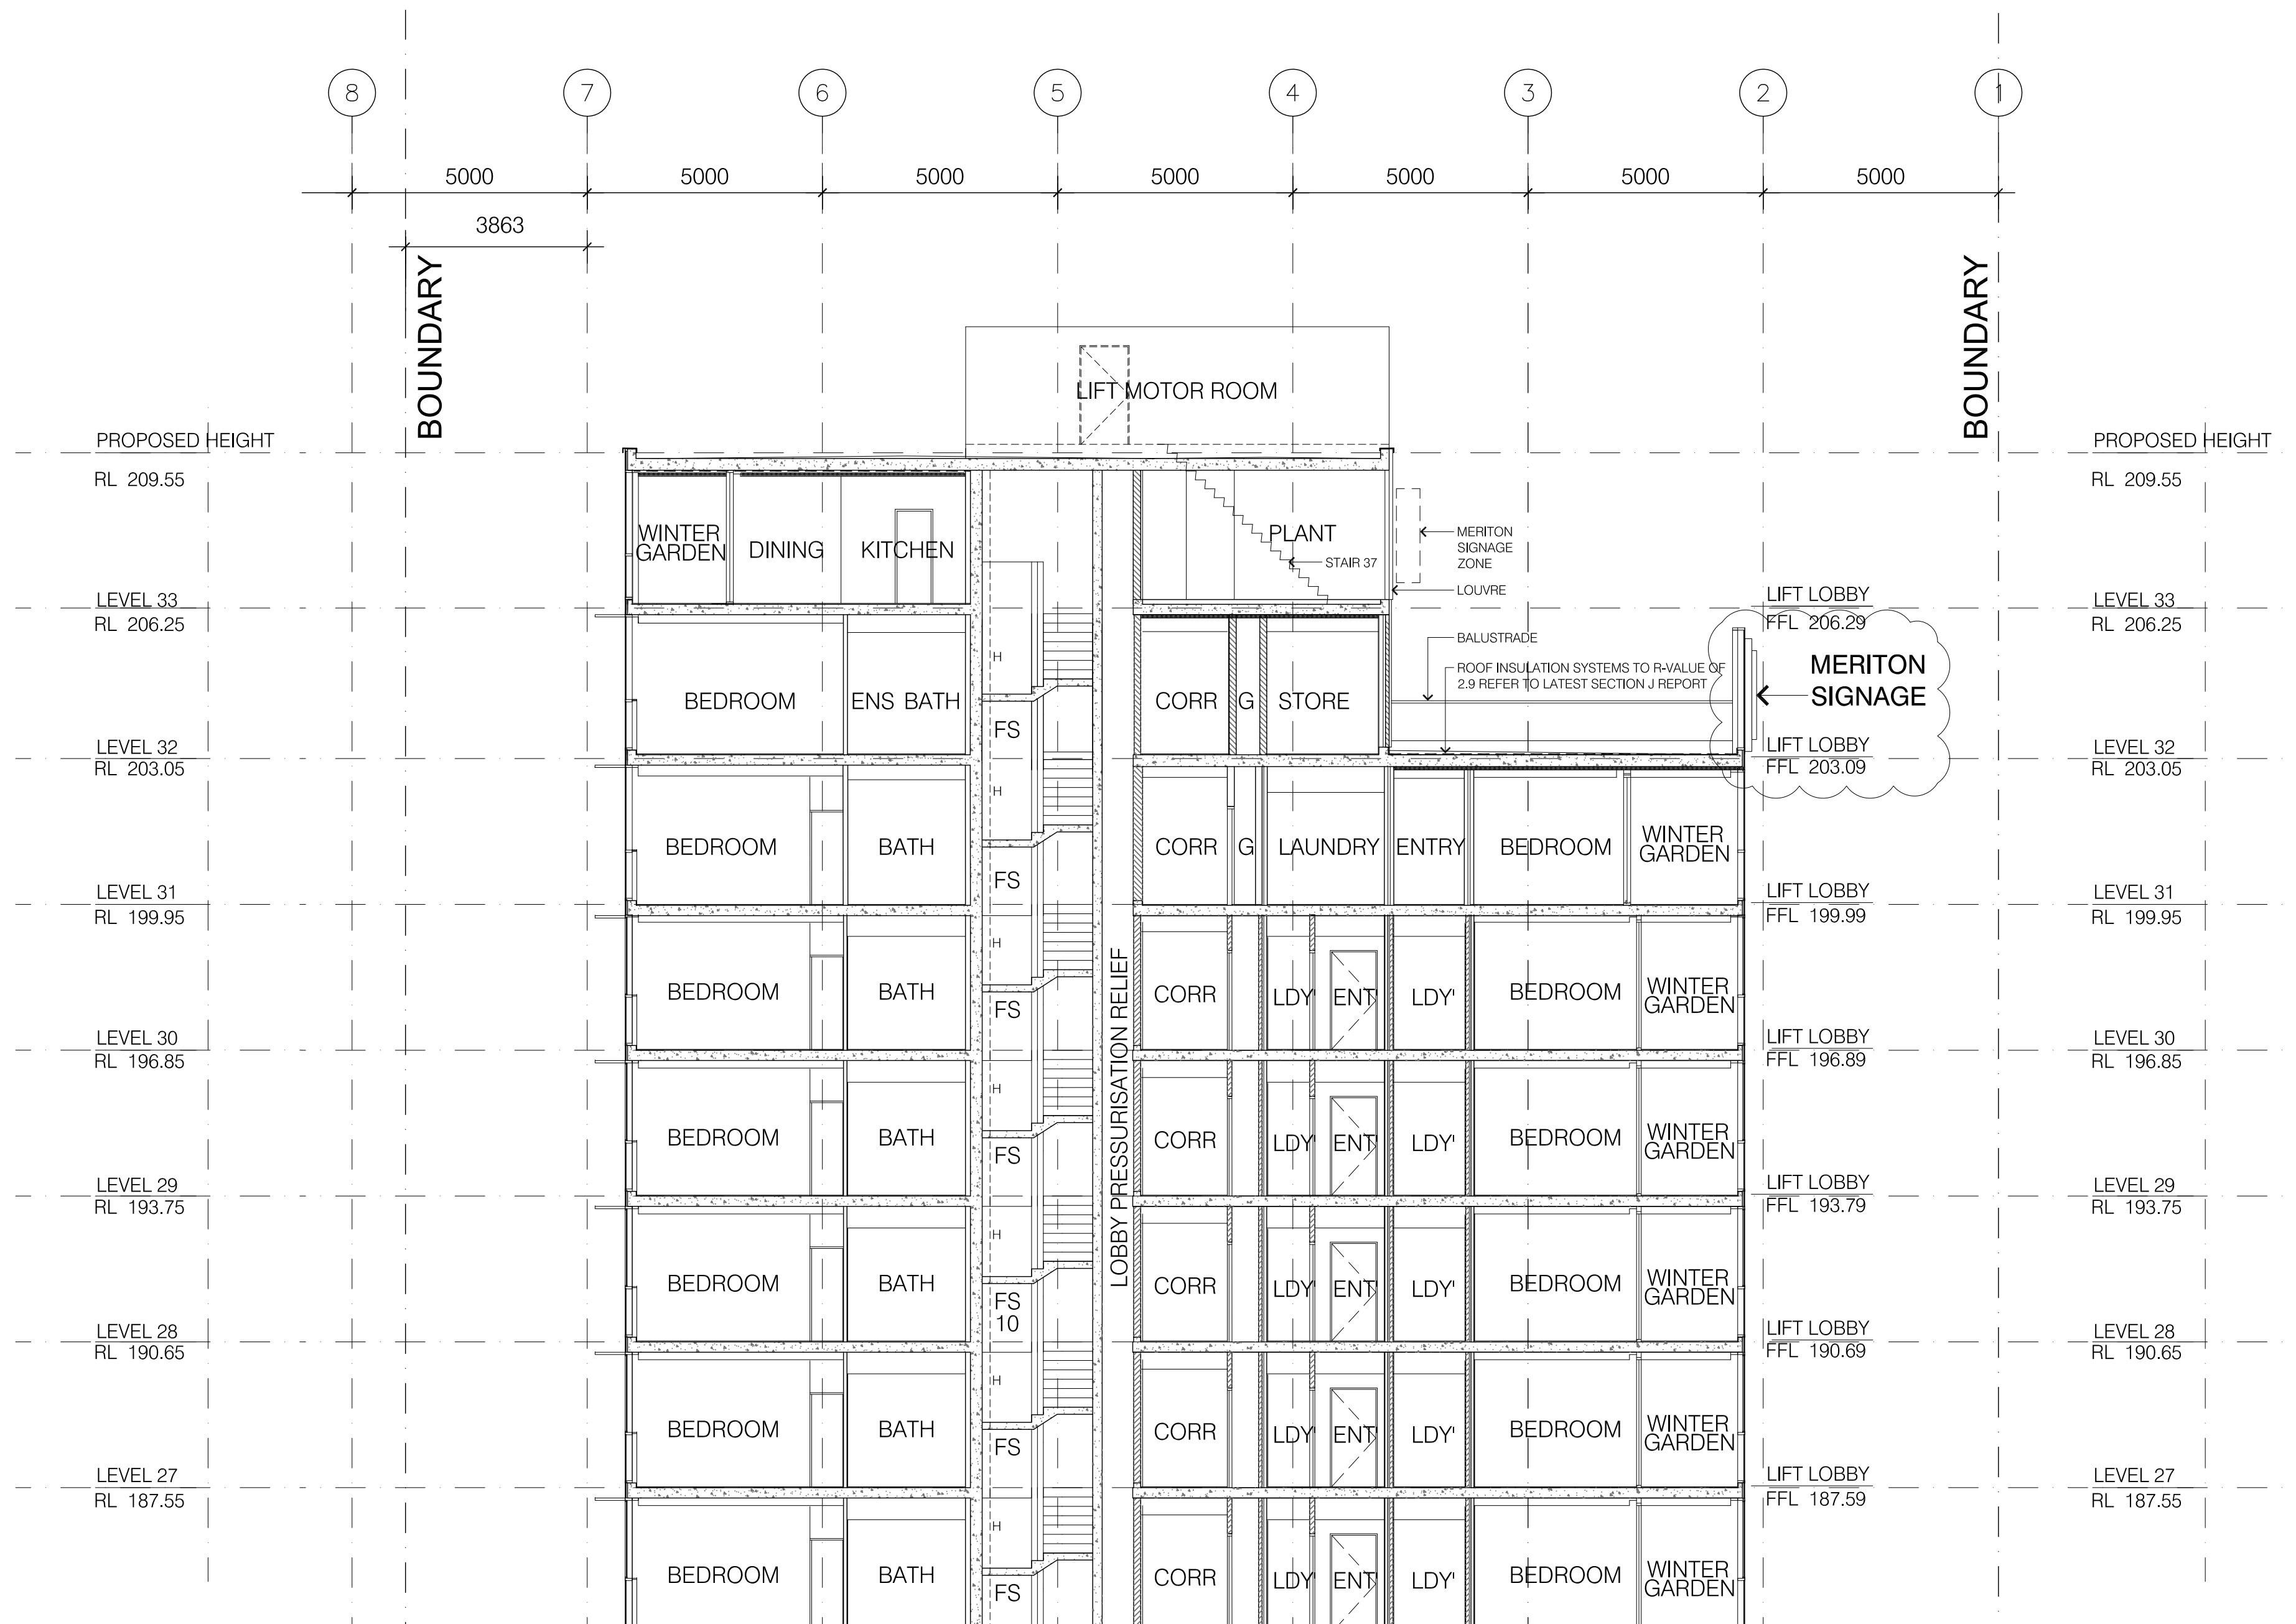 8 7 6 5 4 3 2 1
5000 5000 5000 5000 5000 5000 5000
3863
BOUNDARY
BOUNDARY
LIFT MOTOR ROOM
PROPOSED HEIGHT
RL 209.55
PROPOSED HEIGHT
RL 209.55
WINTER
GARDEN
DINING
KITCHEN
PLANT
STAIR 37
MERITON
SIGNAGE
ZONE
LOUVRE
LEVEL 33
RL 206.25
LIFT LOBBY
FFL 206.29
LEVEL 33
RL 206.25
BALUSTRADE
ROOF INSULATION SYSTEMS TO R-VALUE OF
2.9 REFER TO LATEST SECTION J REPORT
MERITON
SIGNAGE
H
BEDROOM
ENS BATH
FS
CORR
G
STORE
LEVEL 32
RL 203.05
LIFT LOBBY
FFL 203.09
LEVEL 32
RL 203.05
H
BEDROOM
BATH
FS
CORR
G
LAUNDRY
ENTRY
BEDROOM
WINTER
GARDEN
LEVEL 31
RL 199.95
LIFT LOBBY
FFL 199.99
LEVEL 31
RL 199.95
H
LOBBY PRESSURISATION RELIEF
BEDROOM
BATH
FS
CORR
LDY'
ENT'
LDY'
BEDROOM
WINTER
GARDEN
LEVEL 30
RL 196.85
LIFT LOBBY
FFL 196.89
LEVEL 30
RL 196.85
H
BEDROOM
BATH
FS
CORR
LDY'
ENT'
LDY'
BEDROOM
WINTER
GARDEN
LEVEL 29
RL 193.75
LIFT LOBBY
FFL 193.79
LEVEL 29
RL 193.75
H
BEDROOM
BATH
FS
10
CORR
LDY'
ENT'
LDY'
BEDROOM
WINTER
GARDEN
LEVEL 28
RL 190.65
LIFT LOBBY
FFL 190.69
LEVEL 28
RL 190.65
H
BEDROOM
BATH
FS
CORR
LDY'
ENT'
LDY'
BEDROOM
WINTER
GARDEN
LEVEL 27
RL 187.55
LIFT LOBBY
FFL 187.59
LEVEL 27
RL 187.55
H
BEDROOM
BATH
FS
CORR
LDY'
ENT'
LDY'
BEDROOM
WINTER
GARDEN